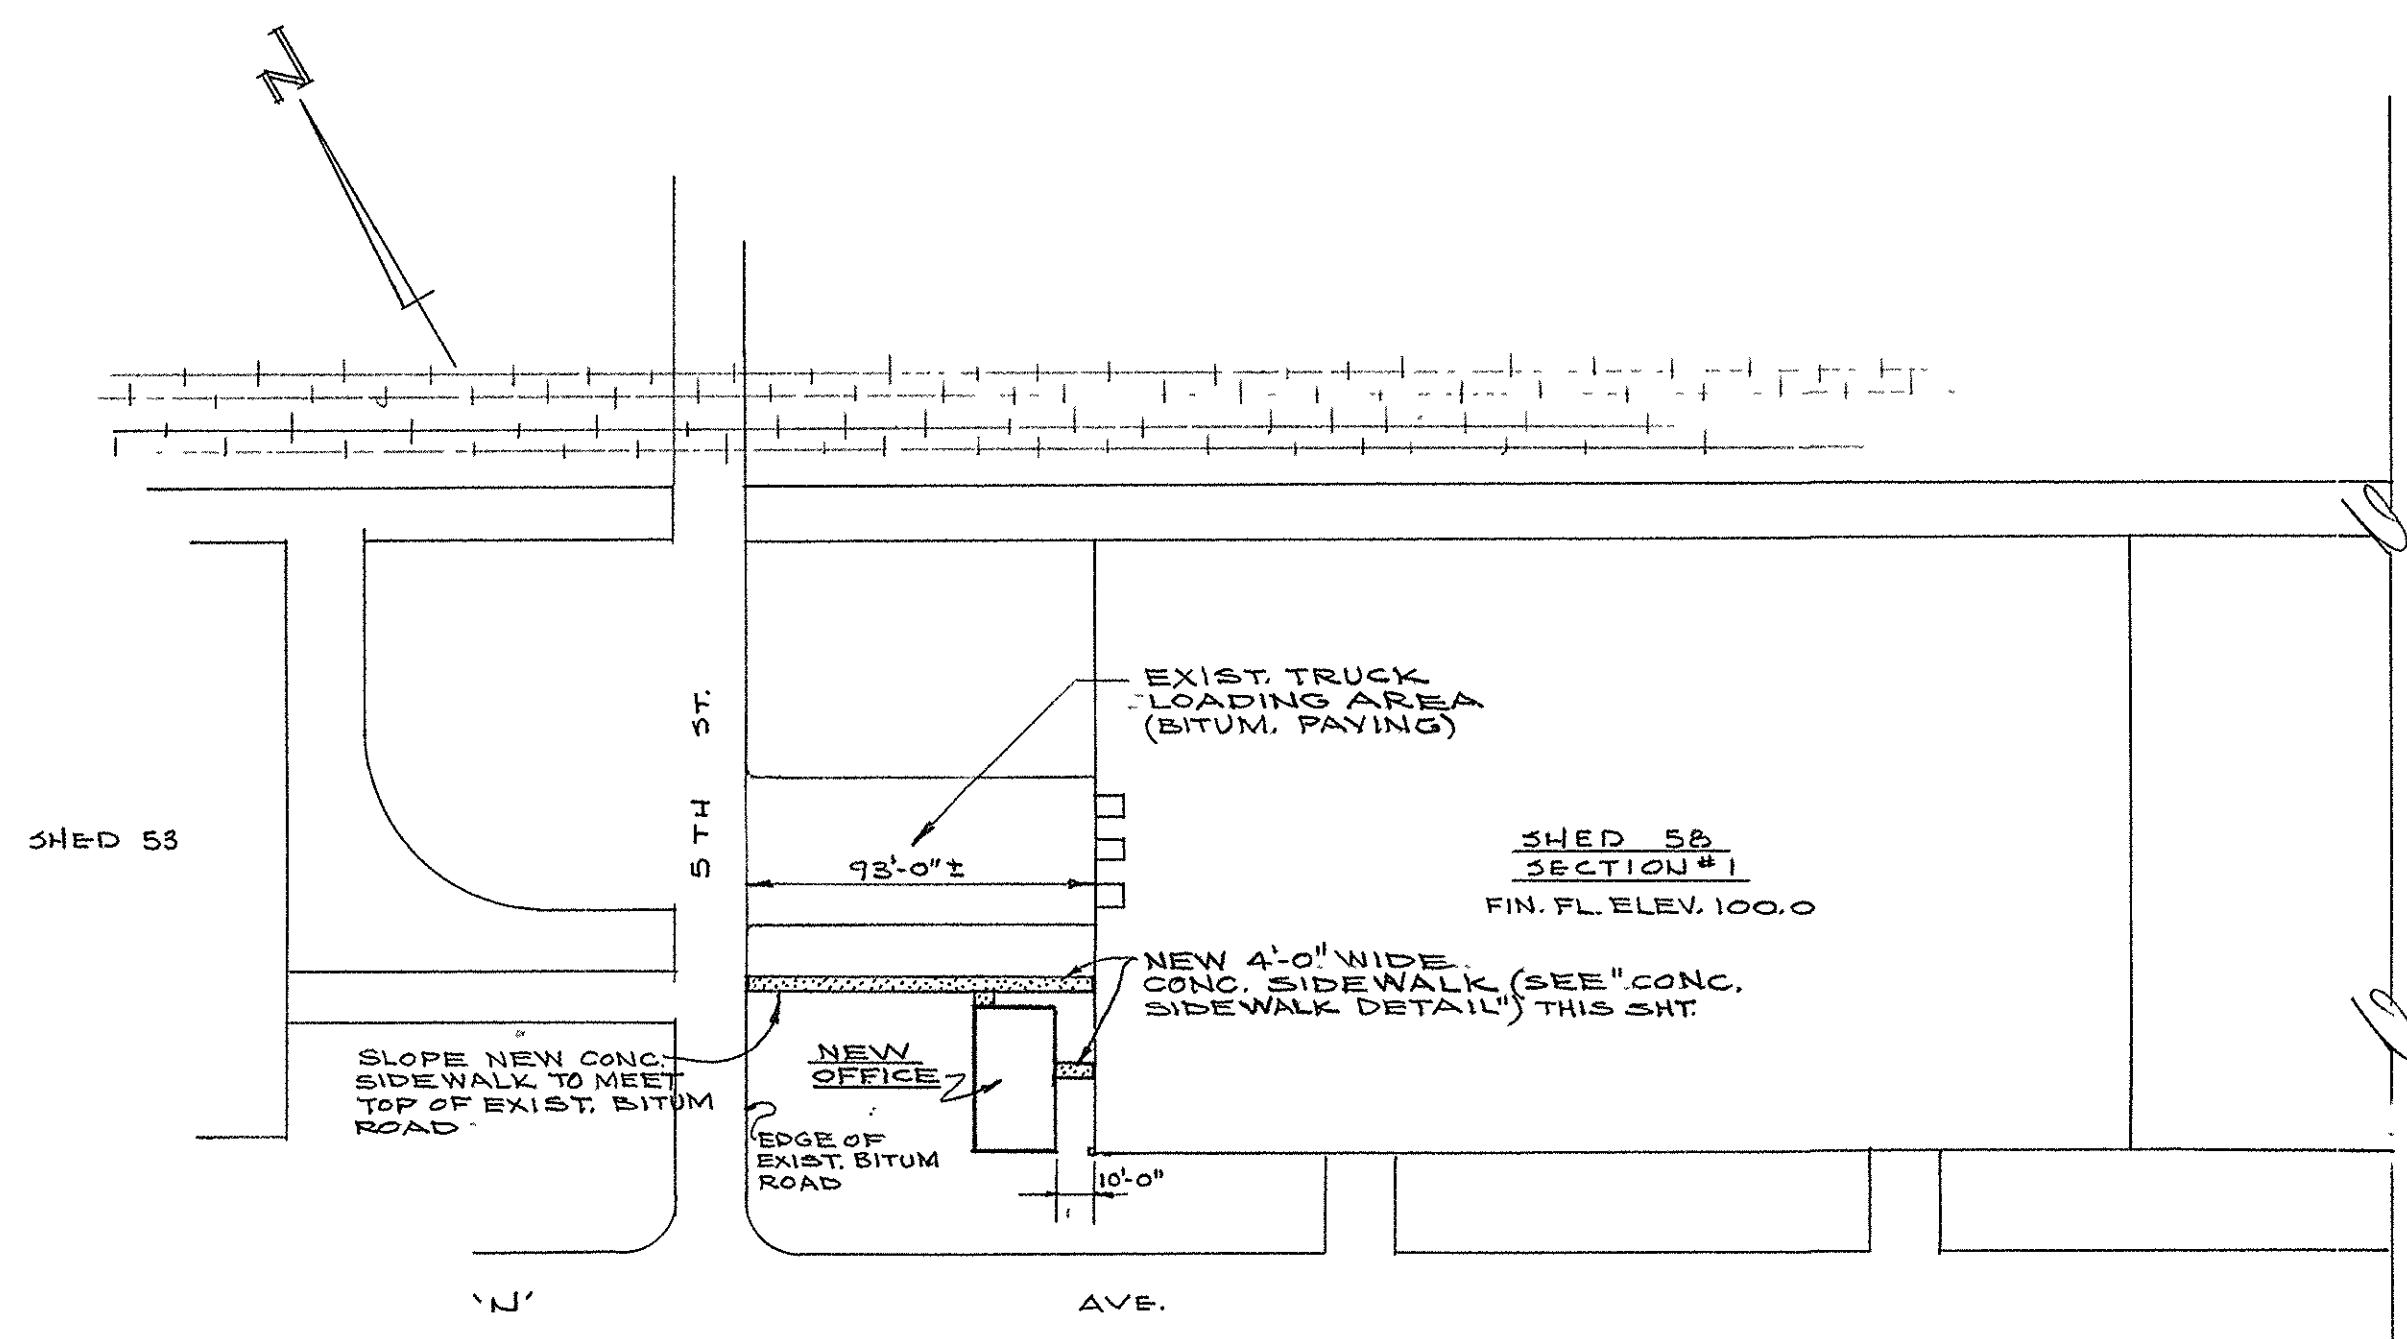 N
EXIST. TRUCK
LOADING AREA
(BITUM. PAVING)
5TH ST.
SHED 53
93'-0" ±
SHED 58
SECTION # 1
FIN. FL. ELEV. 100.0
NEW 4'-0" WIDE
CONC. SIDEWALK (SEE "CONC.
SIDEWALK DETAIL") THIS SHT.
SLOPE NEW CONC.
SIDEWALK TO MEET
TOP OF EXIST. BITUM
ROAD
NEW
OFFICE
EDGE OF
EXIST. BITUM
ROAD
10'-0"
'N' AVE.